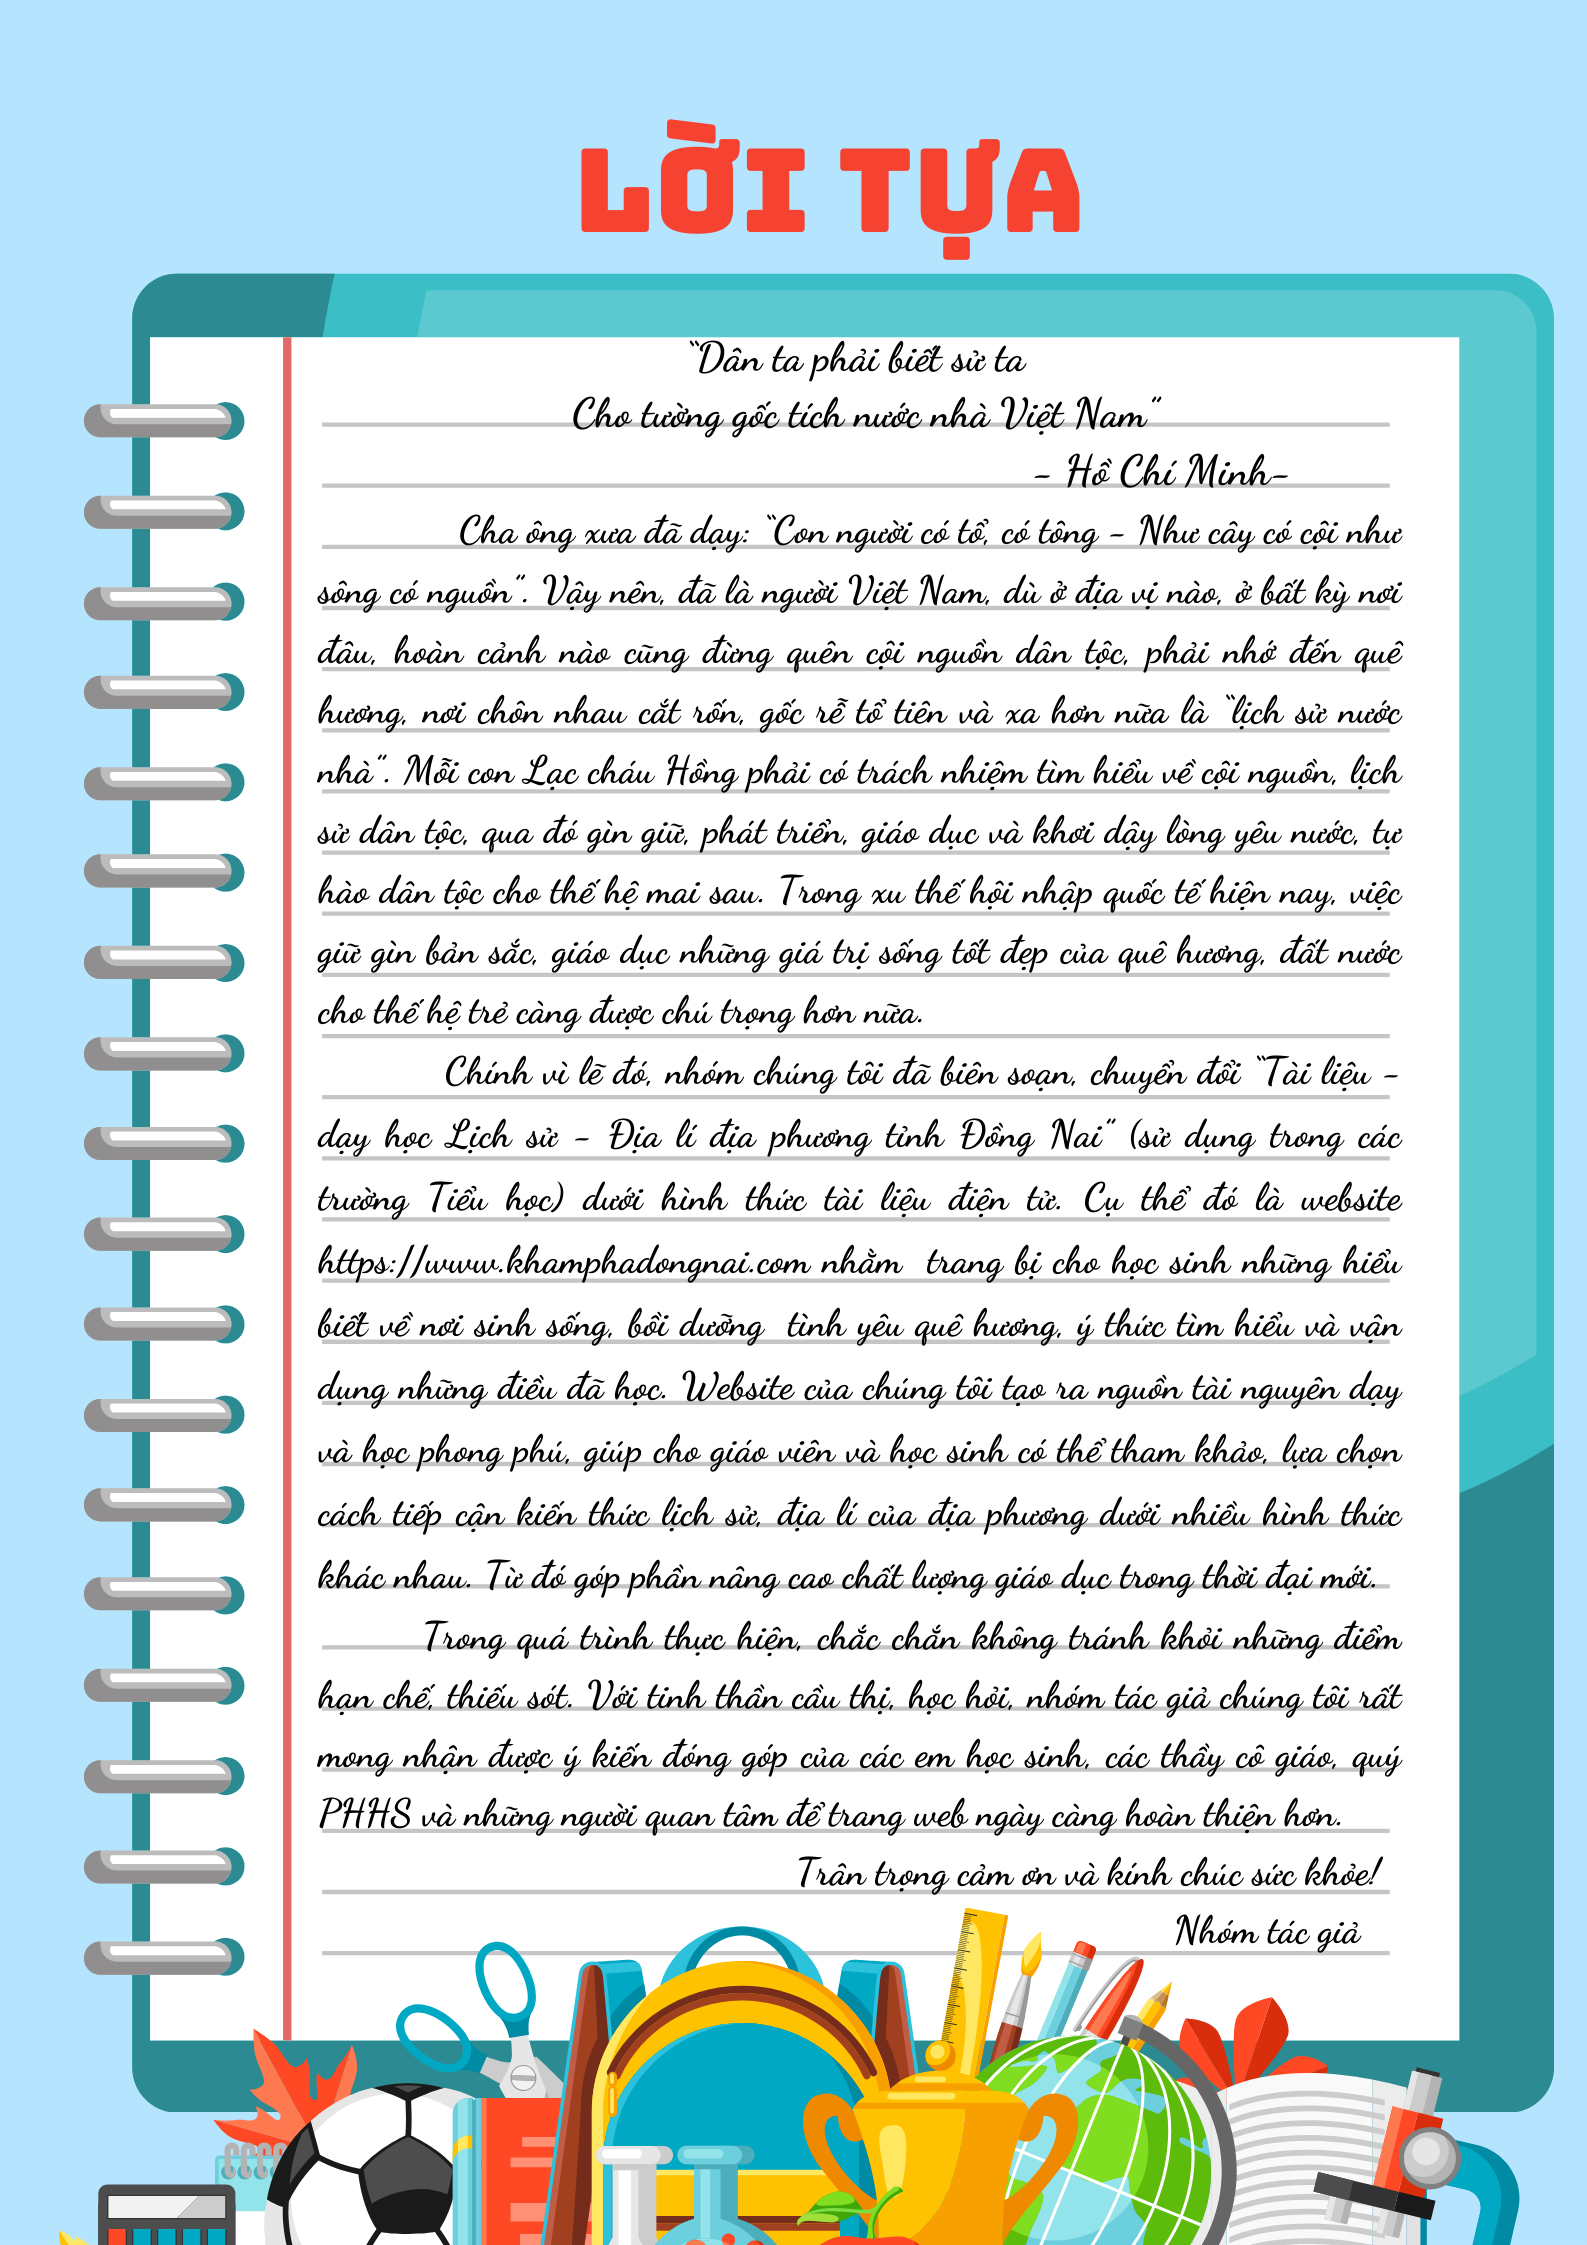 LỜI TỰA
“Dân ta phải biết sử ta
Cho tường gốc tích nước nhà Việt Nam”
- Hồ Chí Minh-
Cha ông xưa đã dạy: “Con người có tổ, có tông - Như cây có cội như
sông có nguồn”. Vậy nên, đã là người Việt Nam, dù ở địa vị nào, ở bất kỳ nơi
đâu, hoàn cảnh nào cũng đừng quên cội nguồn dân tộc, phải nhớ đến quê
hương, nơi chôn nhau cắt rốn, gốc rễ tổ tiên và xa hơn nữa là “lịch sử nước
nhà”. Mỗi con Lạc cháu Hồng phải có trách nhiệm tìm hiểu về cội nguồn, lịch
sử dân tộc, qua đó gìn giữ, phát triển, giáo dục và khơi dậy lòng yêu nước, tự
hào dân tộc cho thế hệ mai sau. Trong xu thế hội nhập quốc tế hiện nay, việc
giữ gìn bản sắc, giáo dục những giá trị sống tốt đẹp của quê hương, đất nước
cho thế hệ trẻ càng được chú trọng hơn nữa.
Chính vì lẽ đó, nhóm chúng tôi đã biên soạn, chuyển đổi “Tài liệu -
dạy học Lịch sử - Địa lí địa phương tỉnh Đồng Nai” (sử dụng trong các
trường Tiểu học) dưới hình thức tài liệu điện tử. Cụ thể đó là website
https://www.khamphadongnai.com nhằm trang bị cho học sinh những hiểu
biết về nơi sinh sống, bồi dưỡng tình yêu quê hương, ý thức tìm hiểu và vận
dụng những điều đã học. Website của chúng tôi tạo ra nguồn tài nguyên dạy
và học phong phú, giúp cho giáo viên và học sinh có thể tham khảo, lựa chọn
cách tiếp cận kiến thức lịch sử, địa lí của địa phương dưới nhiều hình thức
khác nhau. Từ đó góp phần nâng cao chất lượng giáo dục trong thời đại mới.
Trong quá trình thực hiện, chắc chắn không tránh khỏi những điểm
hạn chế, thiếu sót. Với tinh thần cầu thị, học hỏi, nhóm tác giả chúng tôi rất
mong nhận được ý kiến đóng góp của các em học sinh, các thầy cô giáo, quý
PHHS và những người quan tâm để trang web ngày càng hoàn thiện hơn.
Trân trọng cảm ơn và kính chúc sức khỏe!
Nhóm tác giả